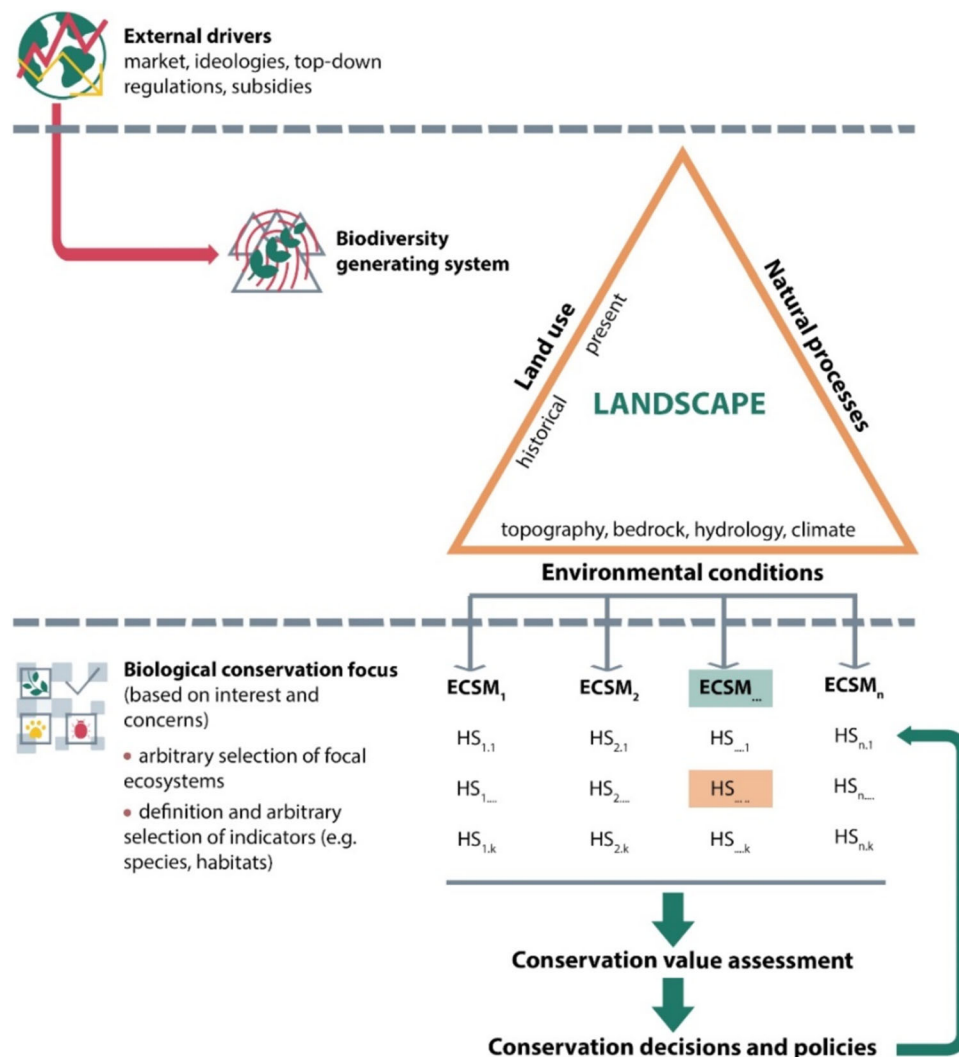 External drivers
market, ideologies, top-down
regulations, subsidies
Biodiversity
generating system
Land use
historical present
Natural processes
LANDSCAPE
topography, bedrock, hydrology, climate
Environmental conditions
Biological conservation focus
(based on interest and
concerns)
• arbitrary selection of focal
ecosystems
• definition and arbitrary
selection of indicators (e.g.
species, habitats)
ECSM1 ECSM2 ECSM... ECSMn
HS1.1 HS2.1 HS....1 HSn.1
HS1.... HS2.... HS... .. HSn....
HS1.k HS2.k HS....k HSn.k
Conservation value assessment
Conservation decisions and policies